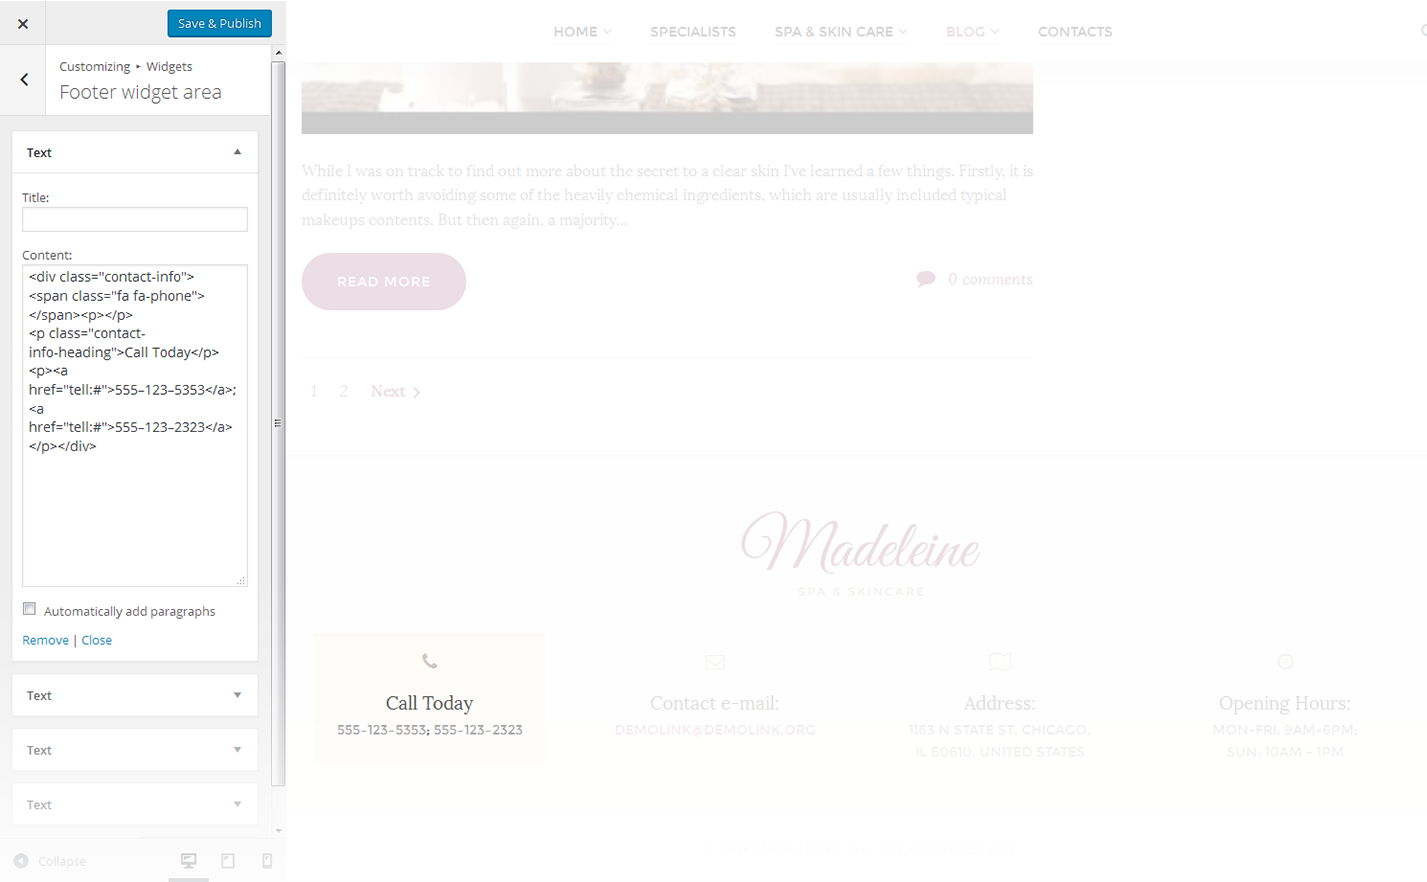 Save & Publish
Customizing ▸ Widgets
Footer widget area
Text
Title:
Content:
<div class="contact-info">
<span class="fa fa-phone">
</span><p></p>
<p class="contact-
info-heading">Call Today</p>
<p><a
href="tell:#">555–123–5353</a>;
<a
href="tell:#">555–123–2323</a>
</p></div>
Automatically add paragraphs
Remove | Close
Text
Text
Text
Collapse
HOME SPECIALISTS SPA & SKIN CARE BLOG CONTACTS
While I was on track to find out more about the secret to a clear skin I've learned a few things. Firstly, it is
definitely worth avoiding some of the heavily chemical ingredients, which are usually included typical
makeups contents. But then again, a majority...
READ MORE
0 comments
1 2 Next
Madeleine
SPA & SKINCARE
Call Today
555-123-5353; 555-123-2323
Contact e-mail:
DEMOLINK@DEMOLINK.ORG
Address:
1163 N STATE ST, CHICAGO,
IL 60610, UNITED STATES
Opening Hours:
MON-FRI: 9AM-6PM;
SUN: 10AM - 1PM